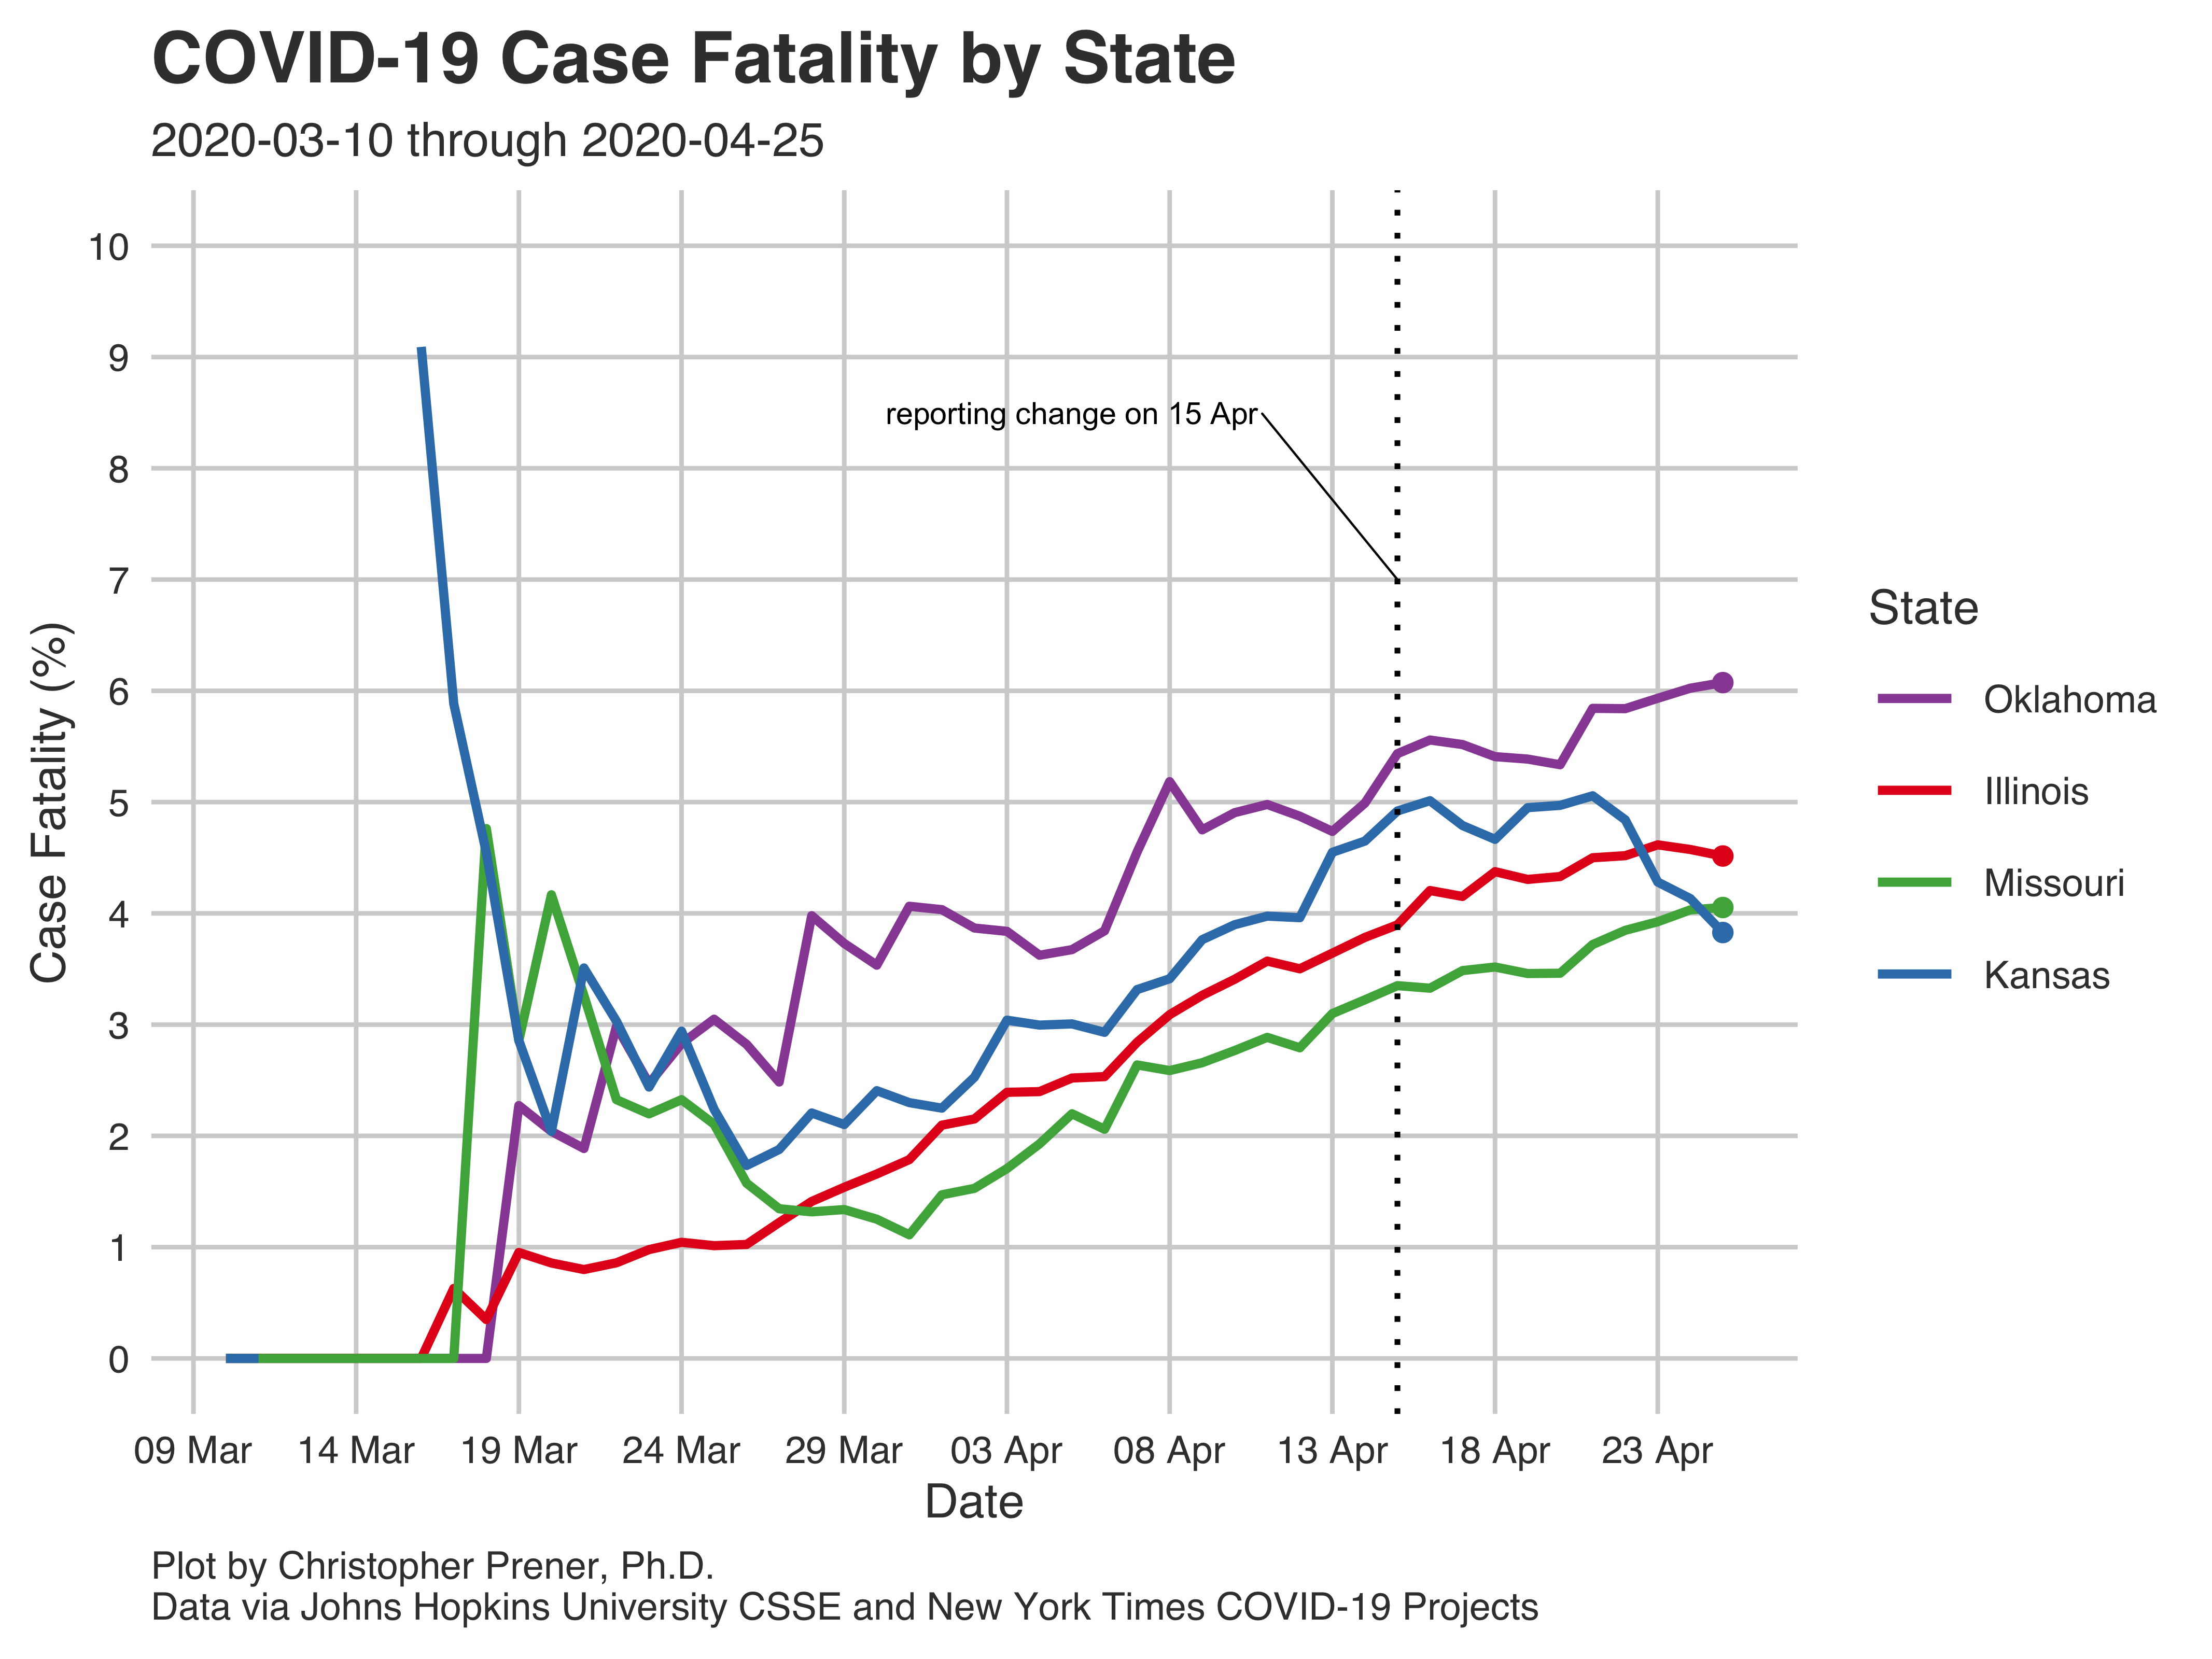 COVID-19 Case Fatality by State
2020-03-10 through 2020-04-25
Case Fatality (%)
10
9
8
7
6
5
4
3
2
1
0
reporting change on 15 Apr
09 Mar 14 Mar 19 Mar 24 Mar 29 Mar 03 Apr 08 Apr 13 Apr 18 Apr 23 Apr
Date
State
Oklahoma
Illinois
Missouri
Kansas
Plot by Christopher Prener, Ph.D.
Data via Johns Hopkins University CSSE and New York Times COVID-19 Projects